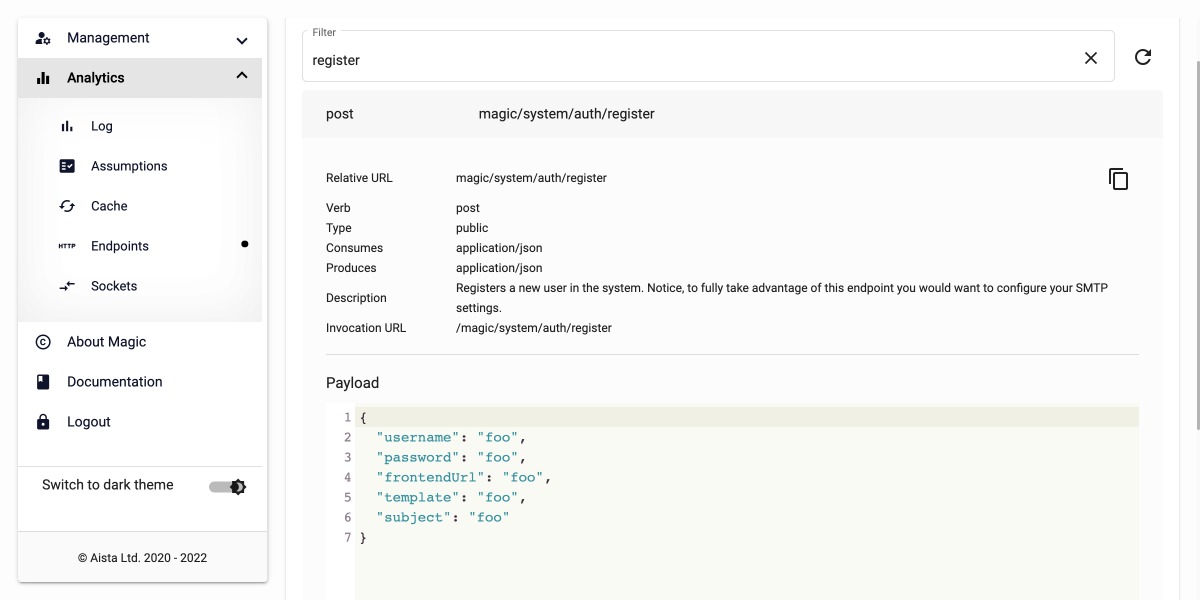 Management
Analytics
Log
Assumptions
Cache
HTTP Endpoints
Sockets
About Magic
Documentation
Logout
Switch to dark theme
© Aista Ltd. 2020 - 2022
Filter
register
post magic/system/auth/register
Relative URL magic/system/auth/register
Verb post
Type public
Consumes application/json
Produces application/json
Description Registers a new user in the system. Notice, to fully take advantage of this endpoint you would want to configure your SMTP
settings.
Invocation URL /magic/system/auth/register
Payload
1 {
2 "username": "foo",
3 "password": "foo",
4 "frontendUrl": "foo",
5 "template": "foo",
6 "subject": "foo"
7 }